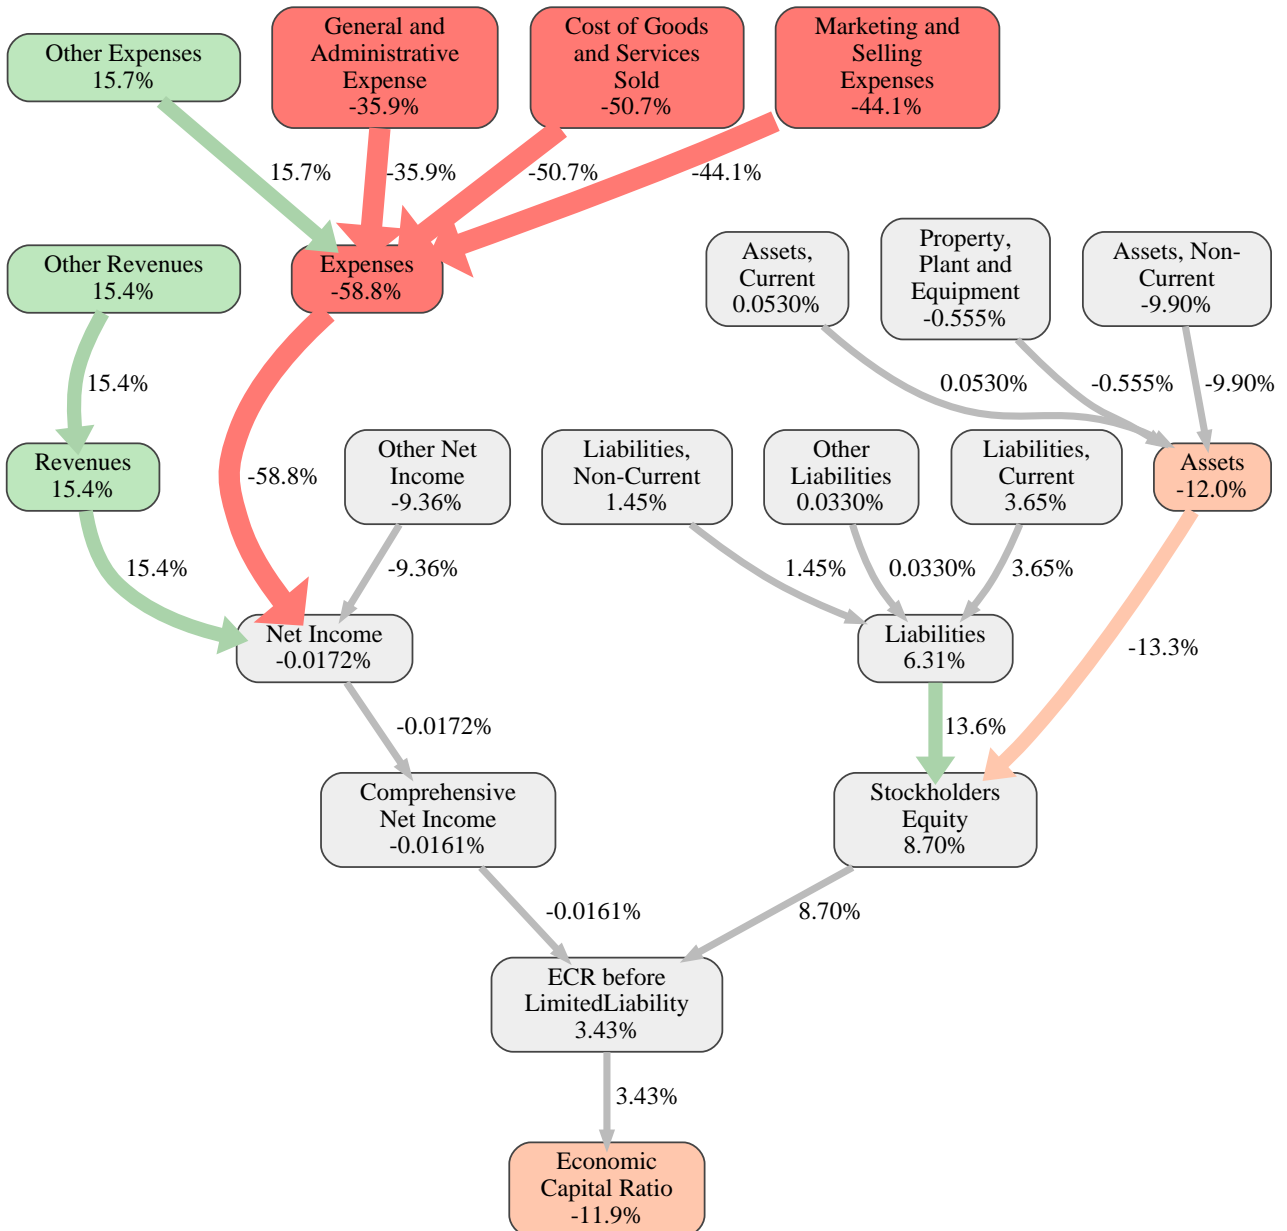 Other Expenses
15.7%
General and
Administrative
Expense
-35.9%
Cost of Goods
and Services
Sold
-50.7%
Marketing and
Selling
Expenses
-44.1%
15.7%
-35.9%
-50.7%
-44.1%
Other Revenues
15.4%
Expenses
-58.8%
Assets,
Current
0.0530%
Property,
Plant and
Equipment
-0.555%
Assets, Non-
Current
-9.90%
15.4%
0.0530%
-0.555%
-9.90%
Revenues
15.4%
-58.8%
Other Net
Income
-9.36%
Liabilities,
Non-Current
1.45%
Other
Liabilities
0.0330%
Liabilities,
Current
3.65%
Assets
-12.0%
15.4%
-9.36%
1.45%
0.0330%
3.65%
Net Income
-0.0172%
Liabilities
6.31%
-13.3%
-0.0172%
13.6%
Comprehensive
Net Income
-0.0161%
Stockholders
Equity
8.70%
-0.0161%
8.70%
ECR before
LimitedLiability
3.43%
3.43%
Economic
Capital Ratio
-11.9%